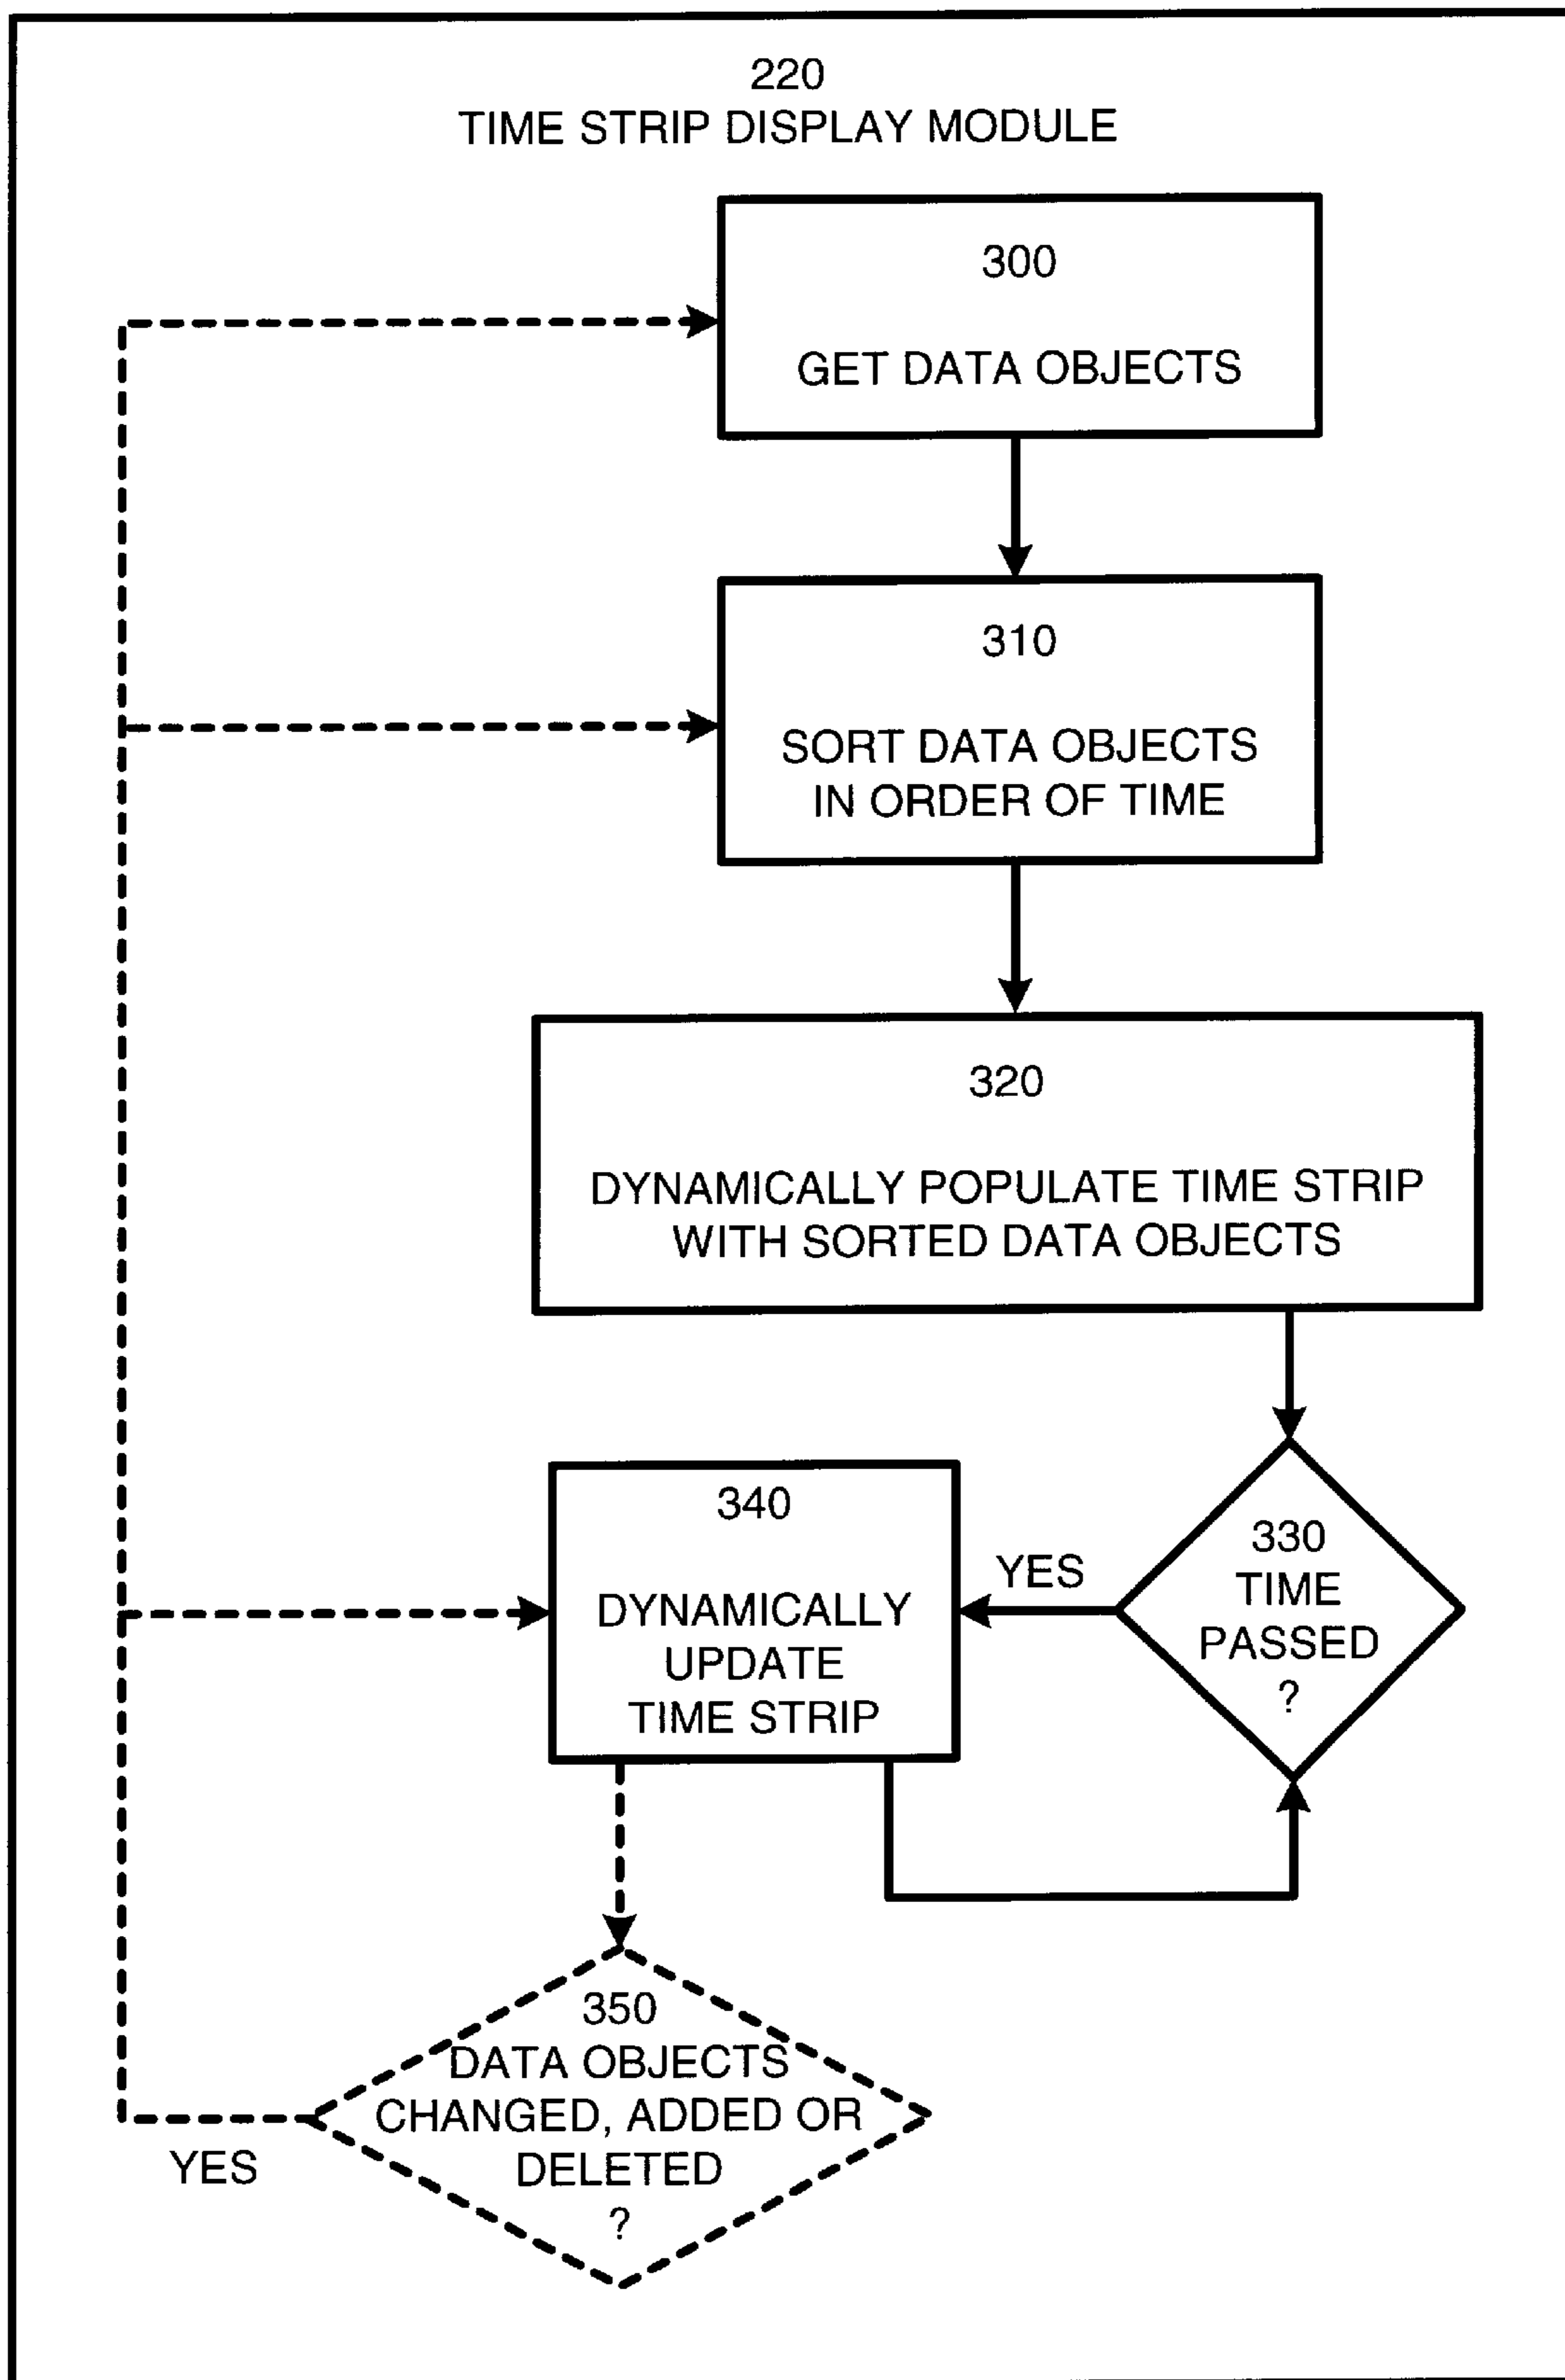 220
TIME STRIP DISPLAY MODULE
300
GET DATA OBJECTS
310
SORT DATA OBJECTS
IN ORDER OF TIME
320
DYNAMICALLY POPULATE TIME STRIP
WITH SORTED DATA OBJECTS
340
DYNAMICALLY
UPDATE
TIME STRIP
YES
330
TIME
PASSED
?
350
DATA OBJECTS
CHANGED, ADDED OR
DELETED
?
YES